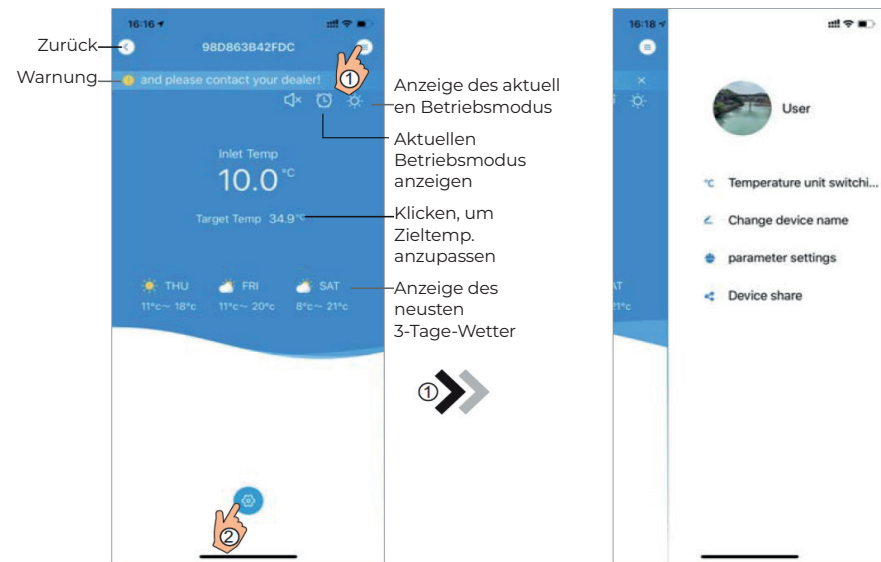 Zurück
Warnung
16:16
98D863B42FDC
①
and please contact your dealer!
Inlet Temp
10.0 °C
Target Temp 34.9 °C
THU FRI SAT
11°c~ 18°c 11°c~ 20°c 8°c~ 21°c
②
Anzeige des aktuell
en Betriebsmodus
Aktuellen
Betriebsmodus
anzeigen
Klicken, um
Zieltemp.
anzupassen
Anzeige des
neusten
3-Tage-Wetter
①
16:18
User
°C Temperature unit switchi...
Change device name
parameter settings
Device share